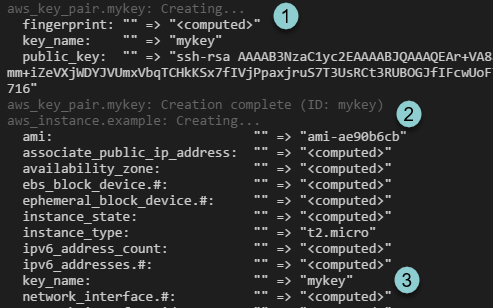 aws_key_pair.mykey: Creating...
fingerprint: "" => "<computed>"
1
key_name: "" => "mykey"
public_key: "" => "ssh-rsa AAAAB3NzaC1yc2EAAAABJQAAAQEAr+VA8
mm+iZeVXjWDYJVUmxVbqTCHkKSx7fIVjPpaxjruS7T3UsRCt3RUBOGJfIFcwUoF
716"
aws_key_pair.mykey: Creation complete (ID: mykey)
2
aws_instance.example: Creating...
ami: "" => "ami-ae90b6cb"
associate_public_ip_address: "" => "<computed>"
availability_zone: "" => "<computed>"
ebs_block_device.#: "" => "<computed>"
ephemeral_block_device.#: "" => "<computed>"
instance_state: "" => "<computed>"
instance_type: "" => "t2.micro"
ipv6_address_count: "" => "<computed>"
ipv6_addresses.#: "" => "<computed>"
key_name: "" => "mykey"
3
network_interface.#: "" => "<computed>"